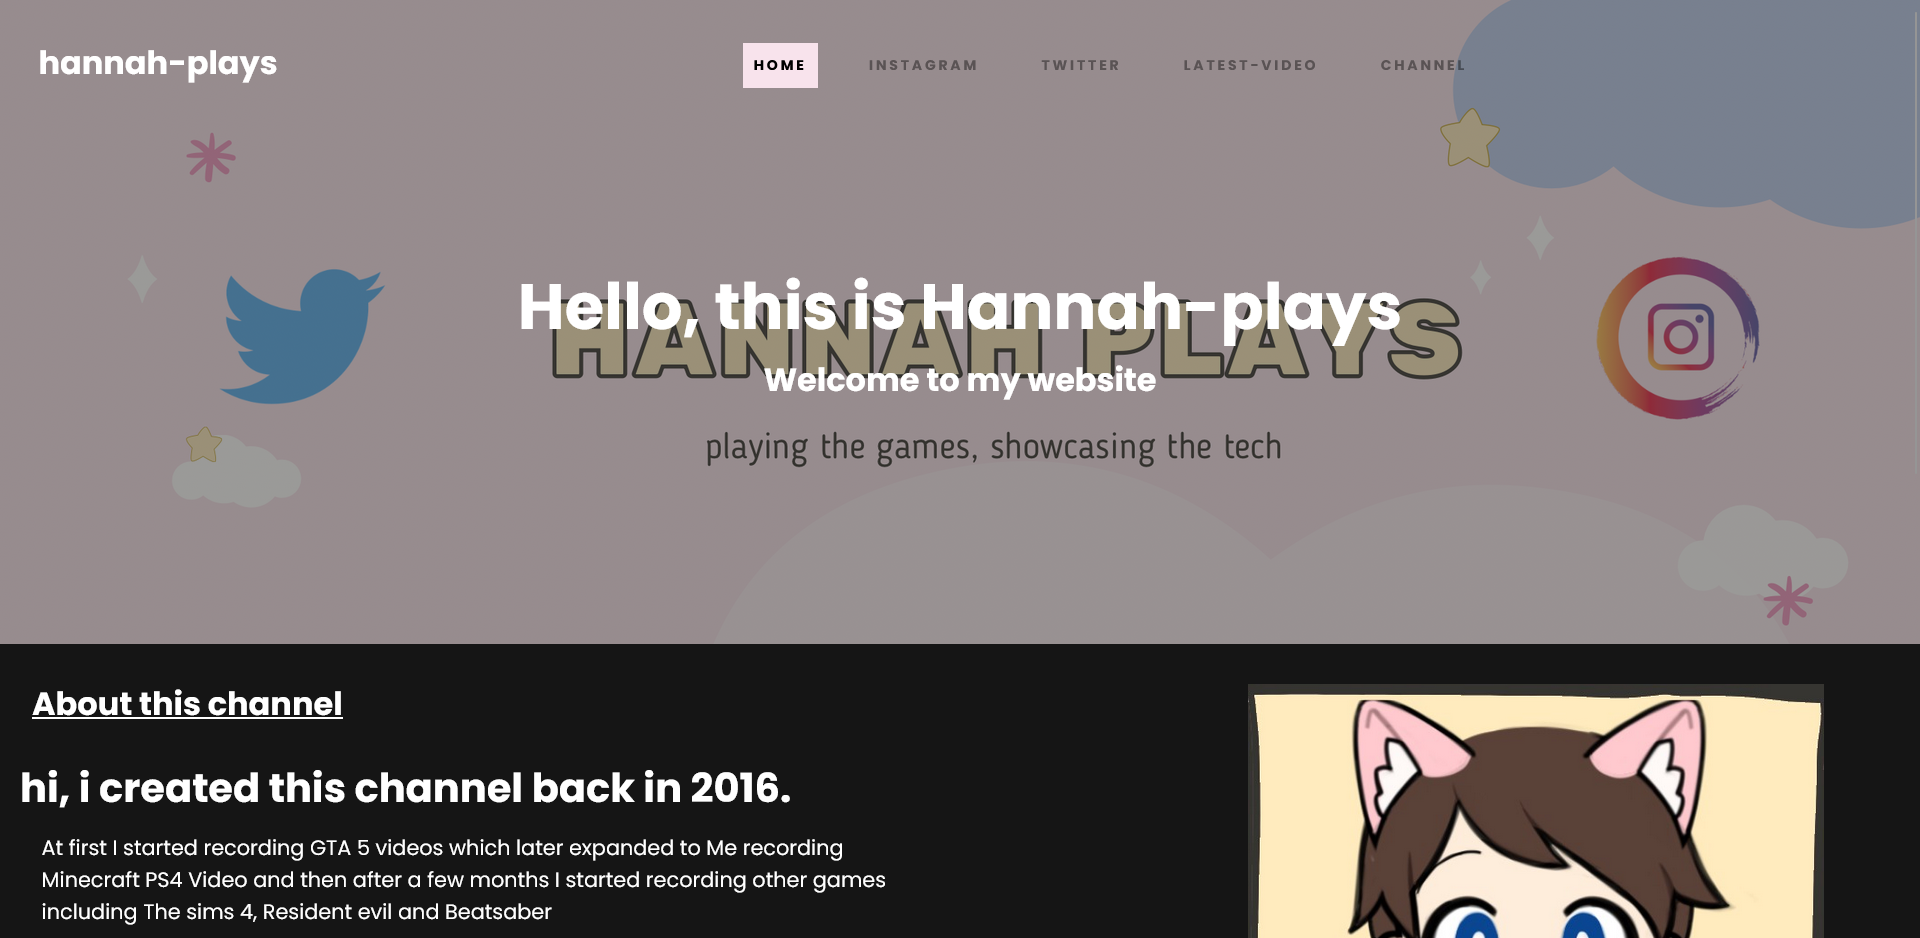 hannah-plays
HOME INSTAGRAM TWITTER LATEST-VIDEO CHANNEL
Hello, this is Hannah-plays
HANNAH PLAYS
Welcome to my website
playing the games, showcasing the tech
About this channel
hi, i created this channel back in 2016.
At first I started recording GTA 5 videos which later expanded to Me recording
Minecraft PS4 Video and then after a few months I started recording other games
including The sims 4, Resident evil and Beatsaber